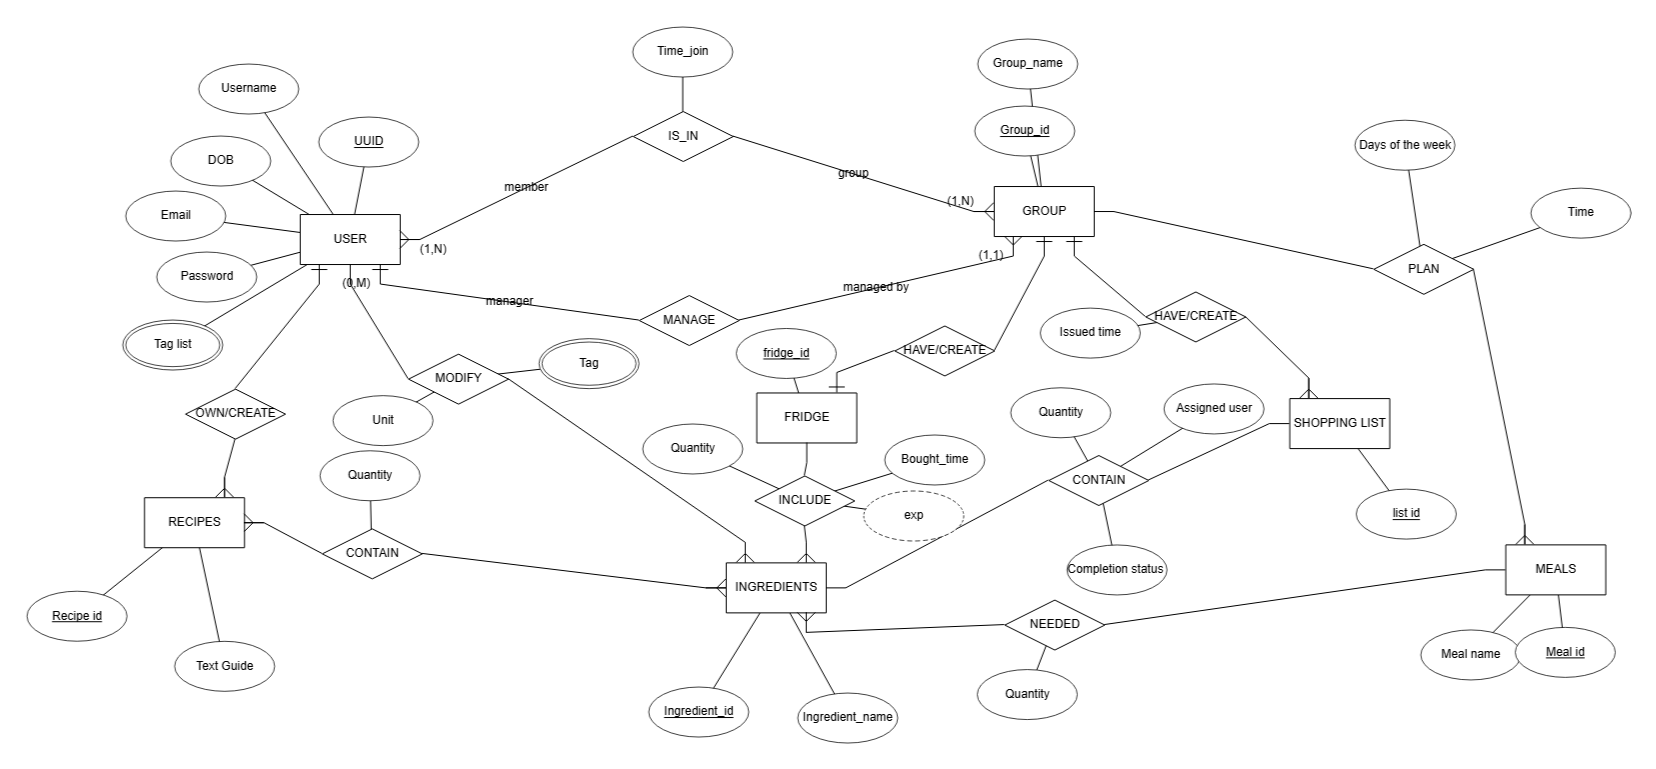 Time_join
Group_name
Username
Group_id
UUID
IS_IN
Days of the week
DOB
group
member
(1,N)
GROUP
Time
Email
USER
(1,N)
(1,1)
PLAN
Password
(0,M)
managed by
manager
MANAGE
HAVE/CREATE
Issued time
Tag list
fridge_id
HAVE/CREATE
Tag
MODIFY
OWN/CREATE
Unit
FRIDGE
Quantity
Assigned user
SHOPPING LIST
Quantity
Bought_time
Quantity
CONTAIN
INCLUDE
exp
list id
RECIPES
CONTAIN
Completion status
MEALS
INGREDIENTS
Recipe id
NEEDED
Text Guide
Meal name
Meal id
Quantity
Ingredient_id
Ingredient_name